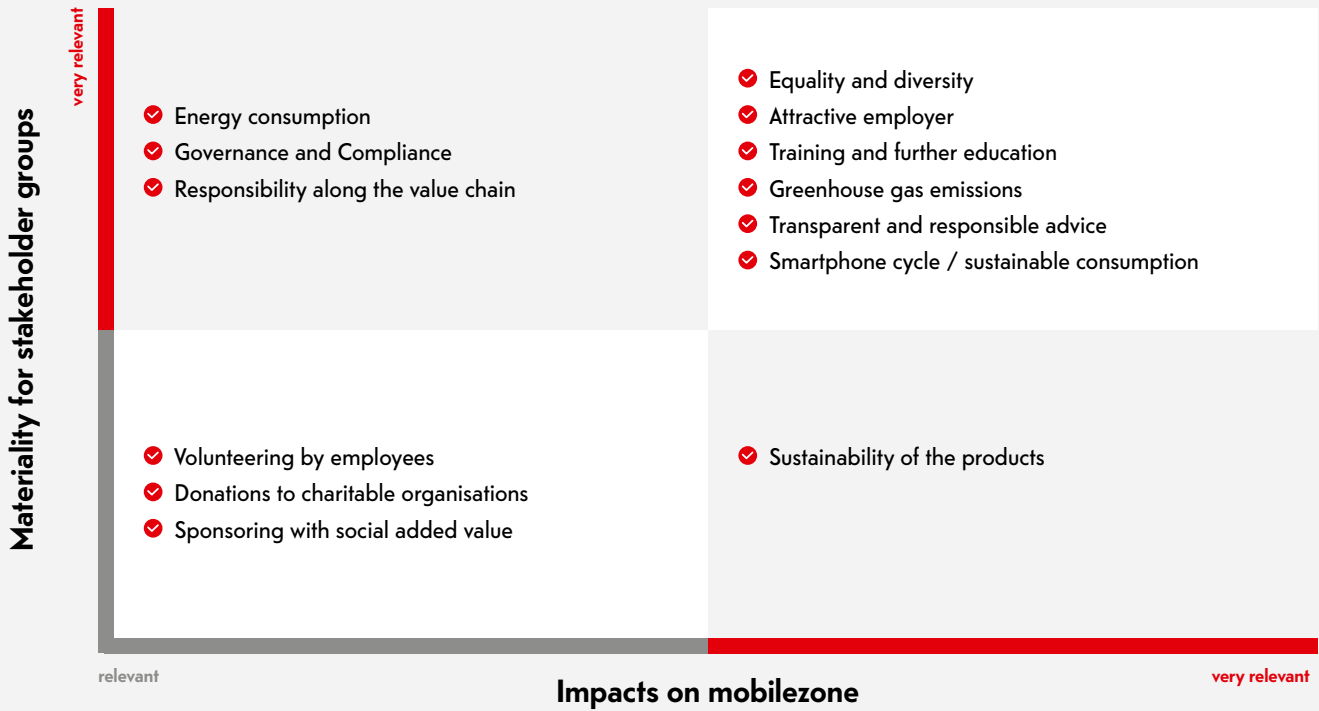 very relevant
Materiality for stakeholder groups
Energy consumption
Governance and Compliance
Responsibility along the value chain
Equality and diversity
Attractive employer
Training and further education
Greenhouse gas emissions
Transparent and responsible advice
Smartphone cycle / sustainable consumption
Volunteering by employees
Donations to charitable organisations
Sponsoring with social added value
Sustainability of the products
relevant
Impacts on mobilezone
very relevant